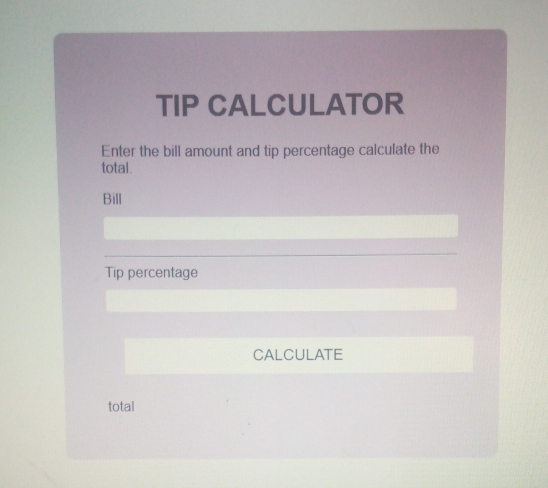 TIP CALCULATOR
Enter the bill amount and tip percentage calculate the
total.
Bill
Tip percentage
CALCULATE
total